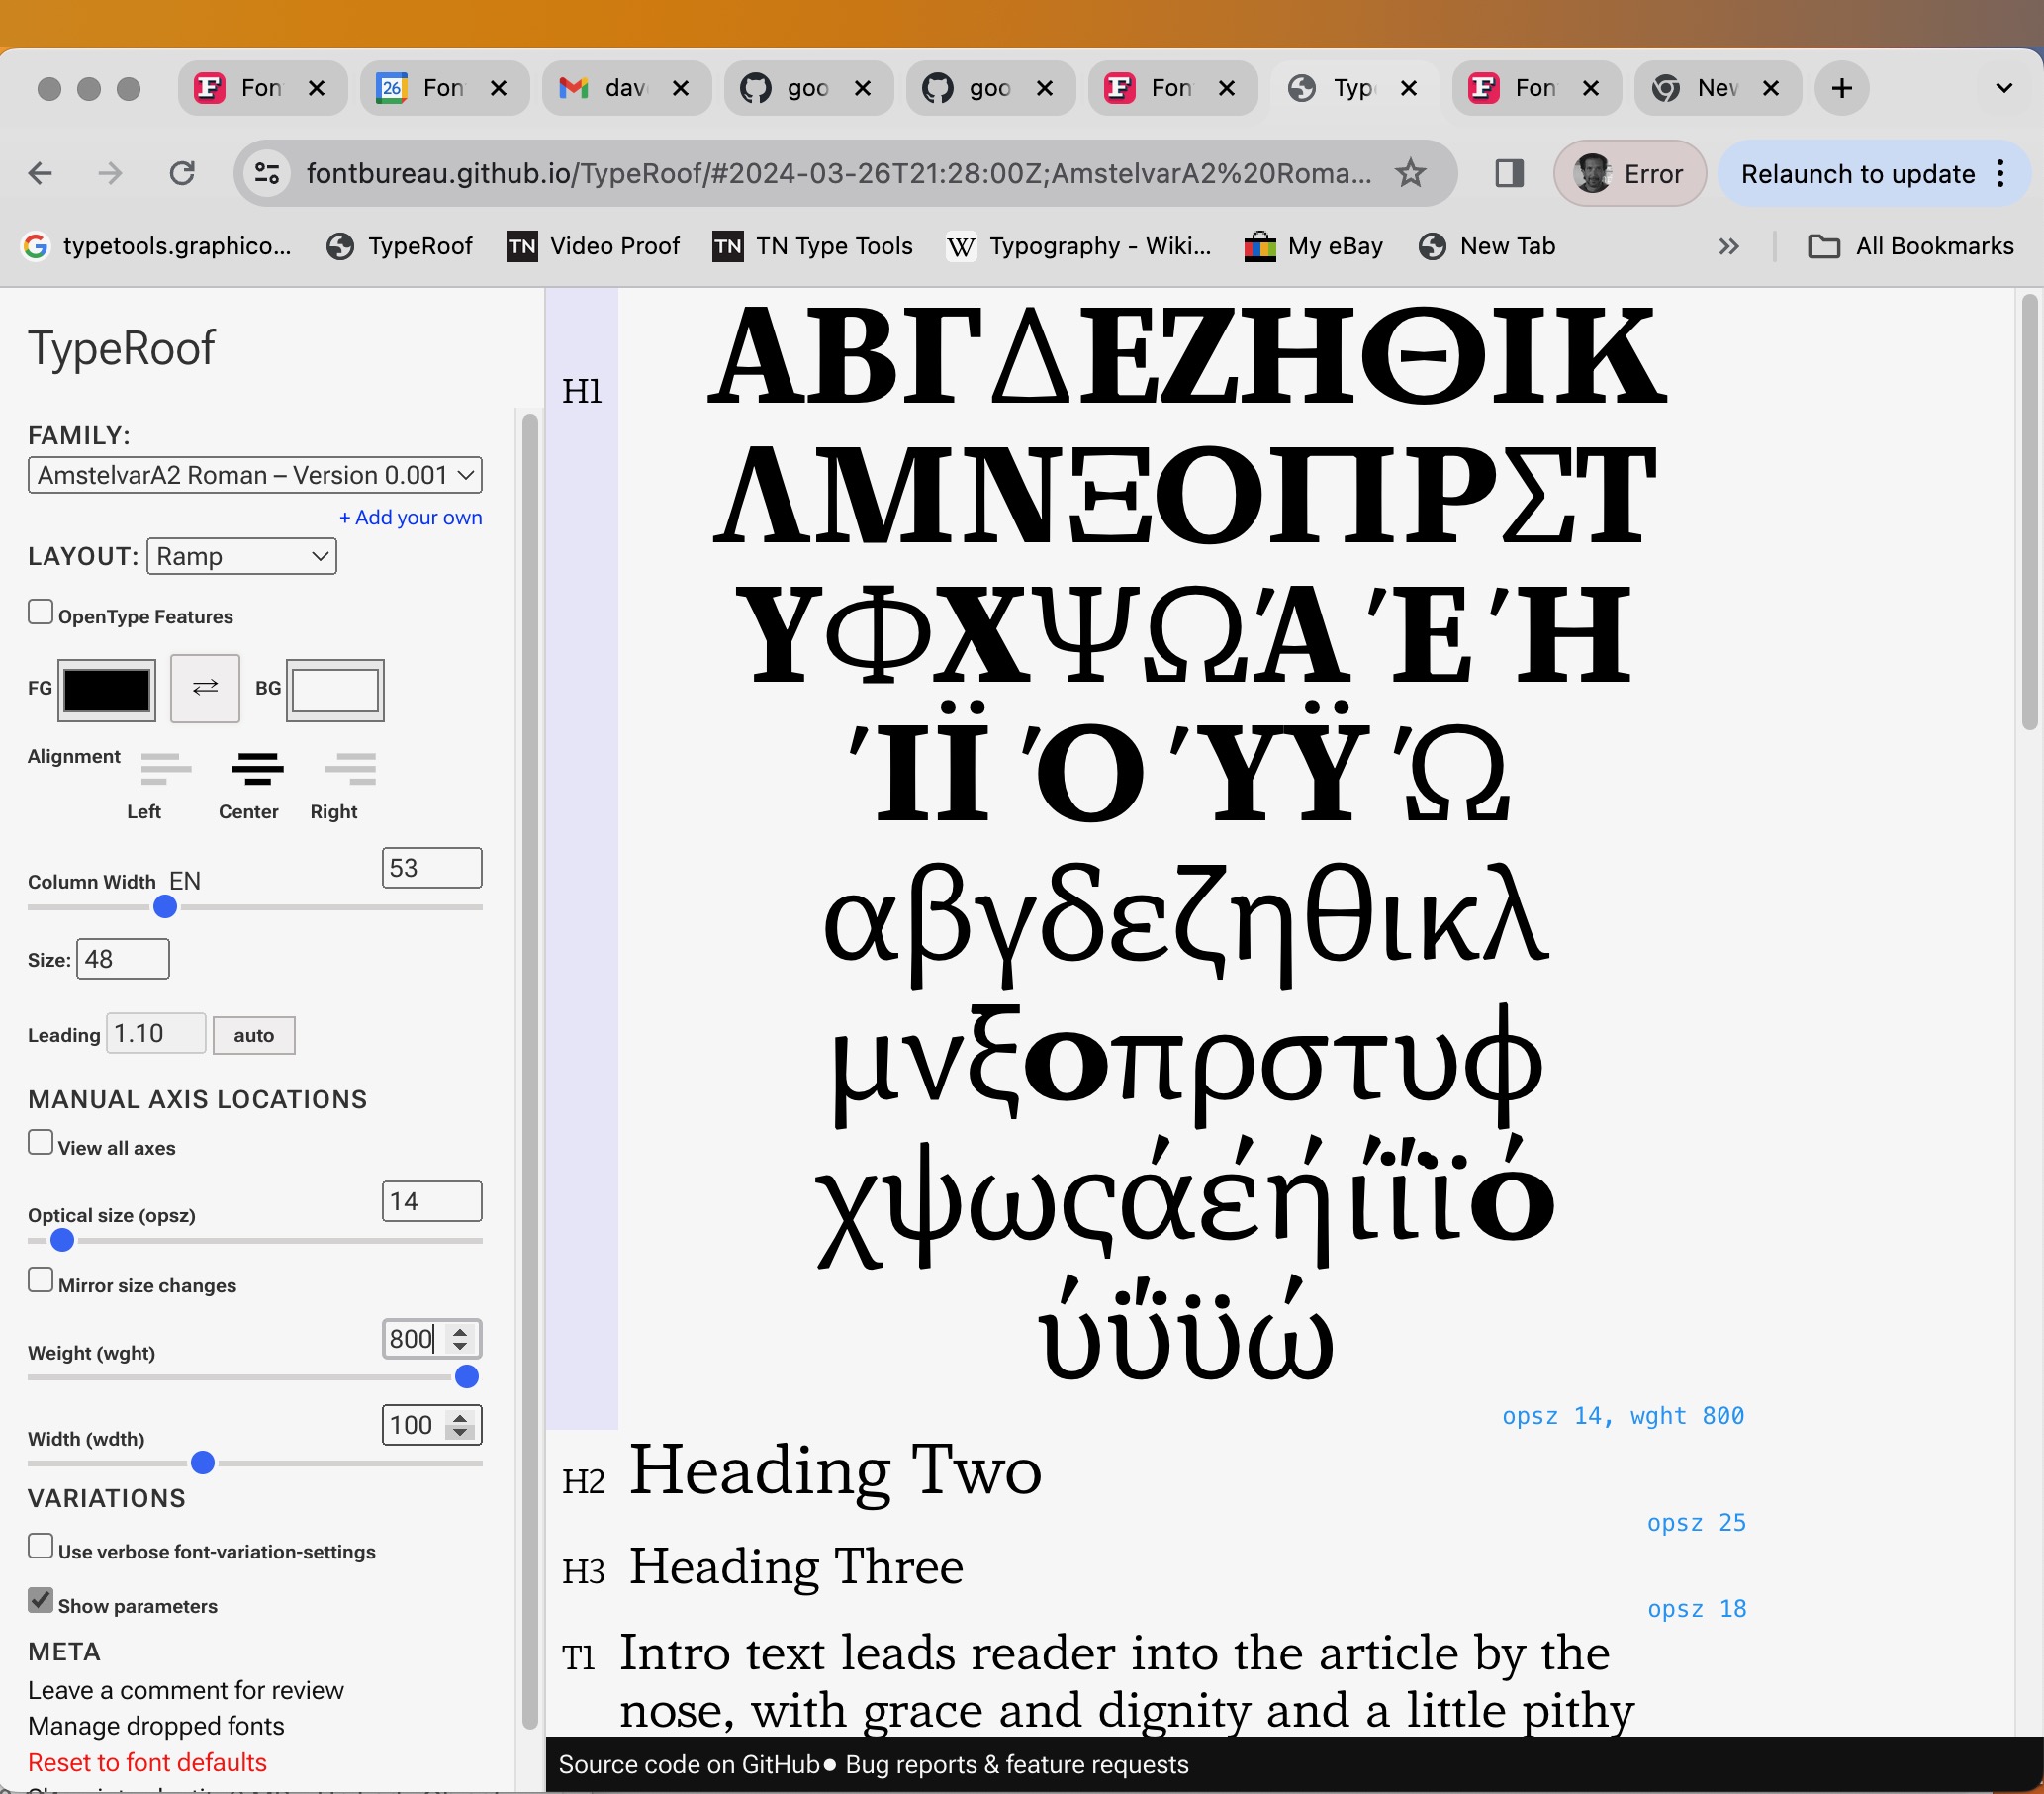 Fon
Fon
dav
goo
goo
Fon
Typ
Fon
Nev
fontbureau.github.io/TypeRoof/#2024-03-26T21:28:00Z;AmstelvarA2%20Roma...
Error
Relaunch to update
typetools.graphico...
TypeRoof
TN Video Proof
TN TN Type Tools
W Typography - Wiki...
My eBay
New Tab
All Bookmarks
TypeRoof
FAMILY:
AmstelvarA2 Roman – Version 0.001
+ Add your own
LAYOUT: Ramp
OpenType Features
FG BG
Alignment
Left Center Right
Column Width EN 53
Size: 48
Leading 1.10 auto
MANUAL AXIS LOCATIONS
View all axes
Optical size (opsz) 14
Mirror size changes
Weight (wght) 800
Width (wdth) 100
VARIATIONS
Use verbose font-variation-settings
Show parameters
META
Leave a comment for review
Manage dropped fonts
Reset to font defaults
H1
ΑΒΓΔΕΖΗΘΙΚ
ΛΜΝΞΟΠΡΣΤ
ΥΦΧΨΩΆΈΉ
ΊΪΌΎΫΏ
αβγδεζηθικλ
μνξοπρστυφ
χψωςάέήίΐϊό
ύΰϋώ
opsz 14, wght 800
H2 Heading Two
opsz 25
H3 Heading Three
opsz 18
T1 Intro text leads reader into the article by the
nose, with grace and dignity and a little pithy
Source code on GitHub● Bug reports & feature requests